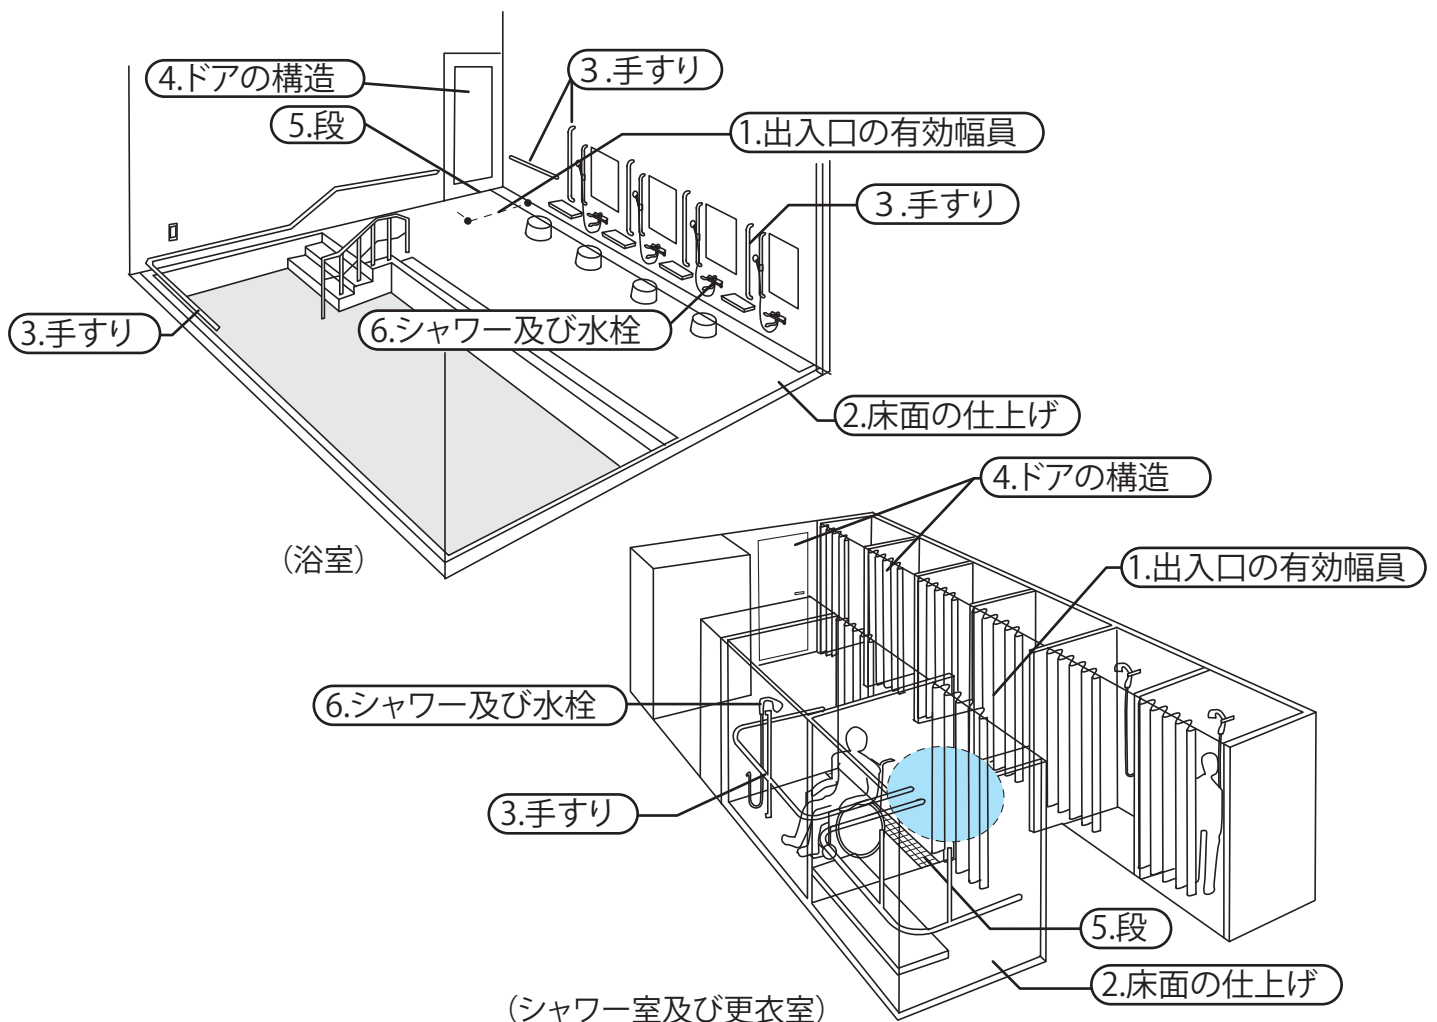 4.ドアの構造
3.手すり
5.段
1.出入口の有効幅員
3.手すり
3.手すり
6.シャワー及び水栓
2.床面の仕上げ
(浴室)
4.ドアの構造
1.出入口の有効幅員
6.シャワー及び水栓
3.手すり
5.段
2.床面の仕上げ
(シャワー室及び更衣室)